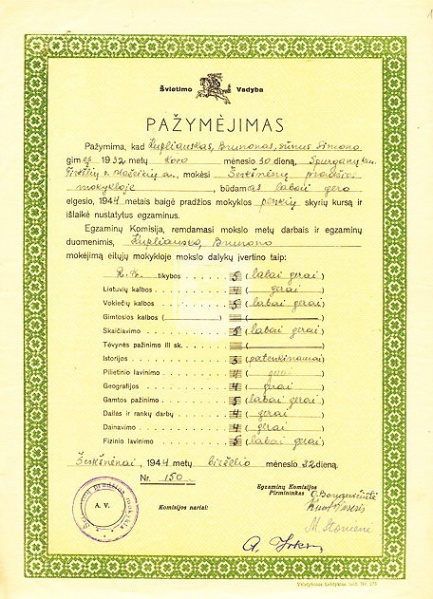 Švietimo Vadyba
PAŽYMĖJIMAS
Pažymima, kad Kupliauskas, Brunonas, sūnus Simono
gim. 1932 metų Kovo mėnesio 30 dieną,
mokėsi pradžios
mokykloje, būdamas labai gero
elgesio, 1944 metais baigė pradžios mokyklos penkių skyrių kursą ir
išlaikė nustatytus egzaminus.
Egzaminų Komisija, remdamasi mokslo metų darbais ir egzaminų
duomenimis, Brunono
mokėjimą eitųjų mokykloje mokslo dalykų įvertino taip:
R. k. tikybos 5 (labai gerai)
Lietuvių kalbos 4 (gerai)
Vokiečių kalbos 5 (labai gerai)
Gimtosios kalbos ( ) ( )
Skaičiavimo 5 (labai gerai)
Tėvynės pažinimo III sk. ( )
Istorijos 3 (patenkinamai)
Pilietinio lavinimo 4 (gerai)
Geografijos 4 (gerai)
Gamtos pažinimo 5 (labai gerai)
Dailės ir rankų darbų 4 (gerai)
Dainavimo 4 (gerai)
Fizinio lavinimo 5 (labai gerai)
1944 metų birželio mėnesio 22 dieną.
Nr. 150
Egzaminų Komisijos
Pirmininkas
A. V.
Komisijos nariai: